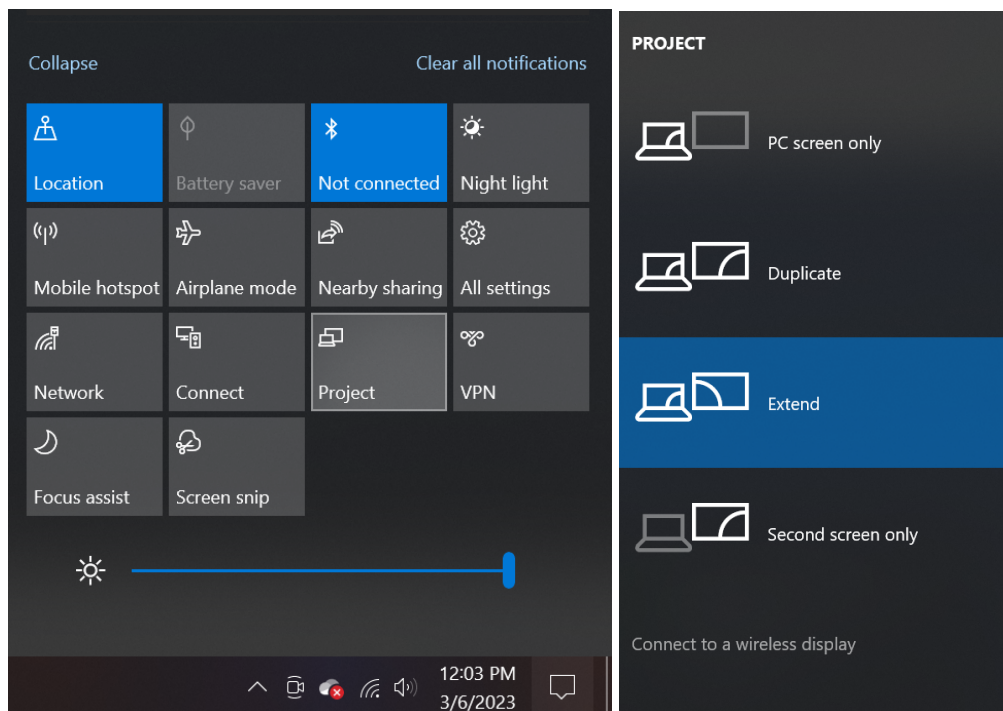 Collapse Clear all notifications
Location Battery saver Not connected Night light
Mobile hotspot Airplane mode Nearby sharing All settings
Network Connect Project VPN
Focus assist Screen snip
12:03 PM
3/6/2023
PROJECT
PC screen only
Duplicate
Extend
Second screen only
Connect to a wireless display